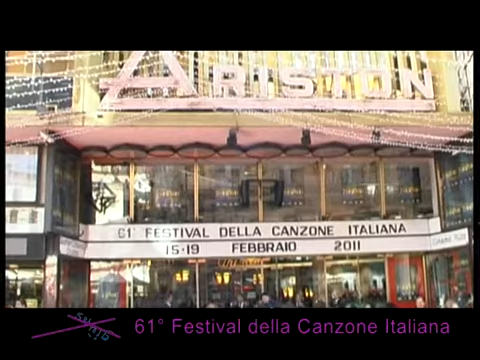 ARISTON
61° FESTIVAL DELLA CANZONE ITALIANA
15-19 FEBBRAIO 2011
61° Festival della Canzone Italiana